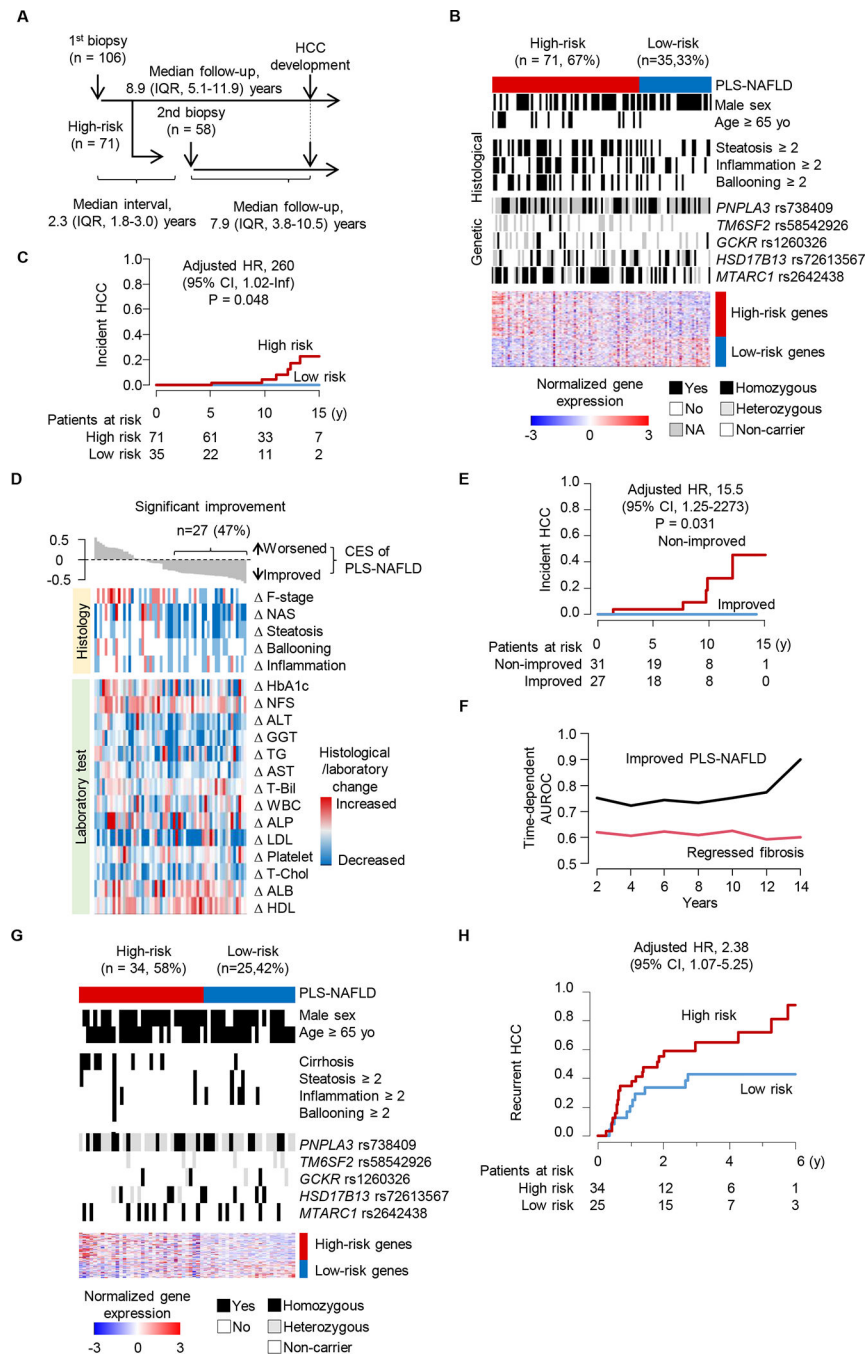 A
1st biopsy
(n = 106)
HCC
development
Median follow-up,
8.9 (IQR, 5.1-11.9) years
High-risk
(n = 71)
2nd biopsy
(n = 58)
Median interval,
2.3 (IQR, 1.8-3.0) years
Median follow-up,
7.9 (IQR, 3.8-10.5) years
B
High-risk
(n = 71, 67%)
Low-risk
(n=35,33%)
PLS-NAFLD
Male sex
Age ≥ 65 yo
Histological
Steatosis ≥ 2
Inflammation ≥ 2
Ballooning ≥ 2
Genetic
PNPLA3 rs738409
TM6SF2 rs58542926
GCKR rs1260326
HSD17B13 rs72613567
MTARC1 rs2642438
High-risk genes
Low-risk genes
Normalized gene
expression
-3 0 3
Yes
No
NA
Homozygous
Heterozygous
Non-carrier
C
Adjusted HR, 260
(95% CI, 1.02-Inf)
P = 0.048
Incident HCC
1.0
0.8
0.6
0.4
0.2
0.0
High risk
Low risk
0 5 10 15 (y)
Patients at risk
High risk 71 61 33 7
Low risk 35 22 11 2
D
Significant improvement
n=27 (47%)
0.5
0
-0.5
Worsened
Improved
CES of
PLS-NAFLD
Histology
Δ F-stage
Δ NAS
Δ Steatosis
Δ Ballooning
Δ Inflammation
Laboratory test
Δ HbA1c
Δ NFS
Δ ALT
Δ GGT
Δ TG
Δ AST
Δ T-Bil
Δ WBC
Δ ALP
Δ LDL
Δ Platelet
Δ T-Chol
Δ ALB
Δ HDL
Histological
/laboratory
change
Increased
Decreased
E
Adjusted HR, 15.5
(95% CI, 1.25-2273)
P = 0.031
Incident HCC
1.0
0.8
0.6
0.4
0.2
0.0
Non-improved
Improved
0 5 10 15 (y)
Patients at risk
Non-improved 31 19 8 1
Improved 27 18 8 0
F
Time-dependent
AUROC
1.0
0.9
0.8
0.7
0.6
0.5
Improved PLS-NAFLD
Regressed fibrosis
2 4 6 8 10 12 14
Years
G
High-risk
(n = 34, 58%)
Low-risk
(n=25,42%)
PLS-NAFLD
Male sex
Age ≥ 65 yo
Cirrhosis
Steatosis ≥ 2
Inflammation ≥ 2
Ballooning ≥ 2
PNPLA3 rs738409
TM6SF2 rs58542926
GCKR rs1260326
HSD17B13 rs72613567
MTARC1 rs2642438
High-risk genes
Low-risk genes
Normalized gene
expression
-3 0 3
Yes
No
Homozygous
Heterozygous
Non-carrier
H
Adjusted HR, 2.38
(95% CI, 1.07-5.25)
Recurrent HCC
1.0
0.8
0.6
0.4
0.2
0.0
High risk
Low risk
0 2 4 6 (y)
Patients at risk
High risk 34 12 6 1
Low risk 25 15 7 3